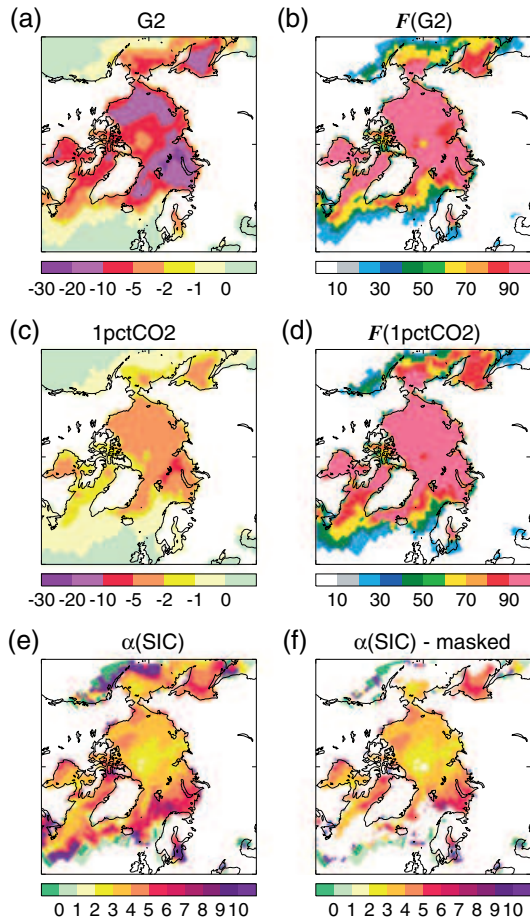 (a) G2
(b) F(G2)
-30 -20 -10 -5 -2 -1 0
10 30 50 70 90
(c) 1pctCO2
(d) F(1pctCO2)
-30 -20 -10 -5 -2 -1 0
10 30 50 70 90
(e) α(SIC)
(f) α(SIC) - masked
0 1 2 3 4 5 6 7 8 9 10
0 1 2 3 4 5 6 7 8 9 10